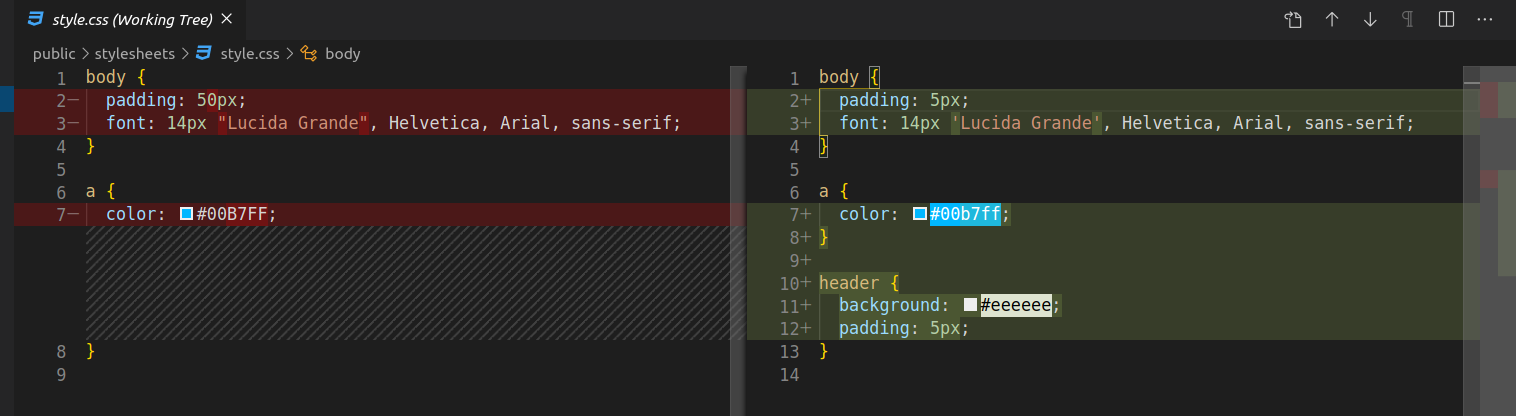 style.css (Working Tree)
public > stylesheets > style.css > body
1 body {
2− padding: 50px;
3− font: 14px "Lucida Grande", Helvetica, Arial, sans-serif;
4 }
5
6 a {
7− color: #00B7FF;
8 }
9
1 body {
2+ padding: 5px;
3+ font: 14px 'Lucida Grande', Helvetica, Arial, sans-serif;
4 }
5
6 a {
7+ color: #00b7ff;
8+ }
9+
10+ header {
11+ background: #eeeeee;
12+ padding: 5px;
13 }
14